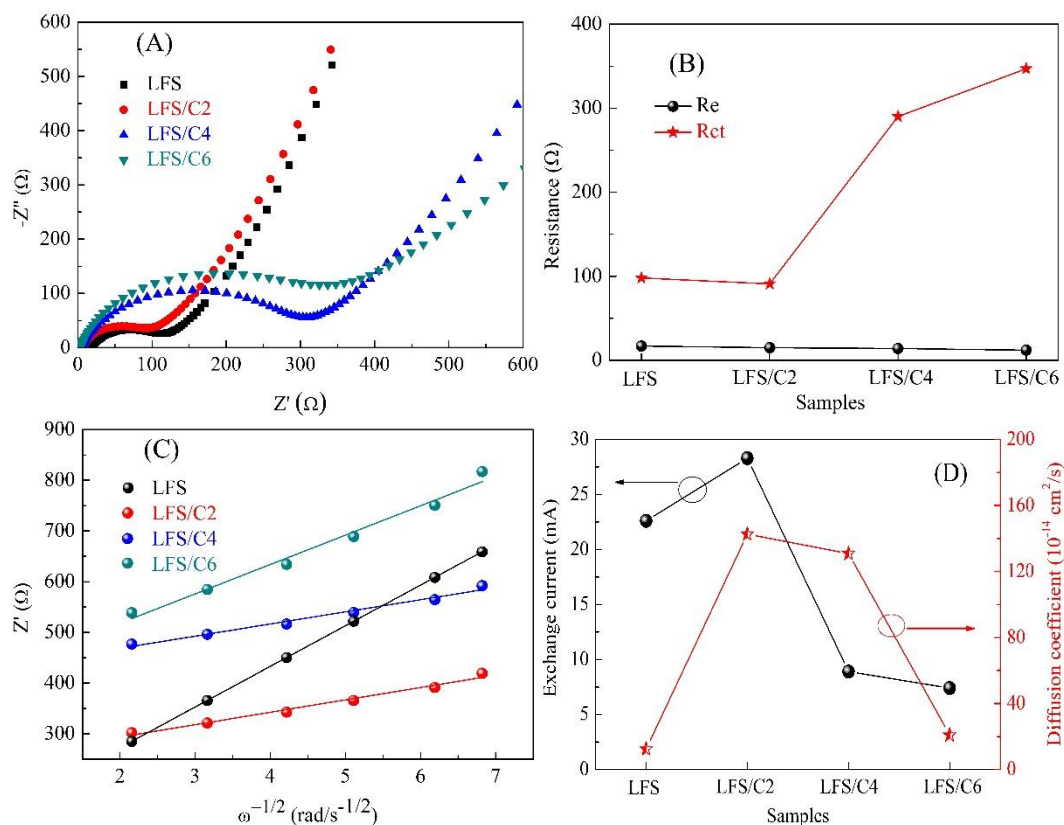 (A)
LFS
LFS/C2
LFS/C4
LFS/C6
600
500
400
300
200
100
0
-Z'' (Ω)
0 100 200 300 400 500 600
Z' (Ω)
(B)
Re
Rct
400
300
200
100
0
Resistance (Ω)
LFS LFS/C2 LFS/C4 LFS/C6
Samples
(C)
LFS
LFS/C2
LFS/C4
LFS/C6
900
800
700
600
500
400
300
Z' (Ω)
2 3 4 5 6 7
ω⁻¹/² (rad/s⁻¹/²)
(D)
30
25
20
15
10
5
0
Exchange current (mA)
200
160
120
80
40
0
Diffusion coefficient (10⁻¹⁴ cm²/s)
LFS LFS/C2 LFS/C4 LFS/C6
Samples